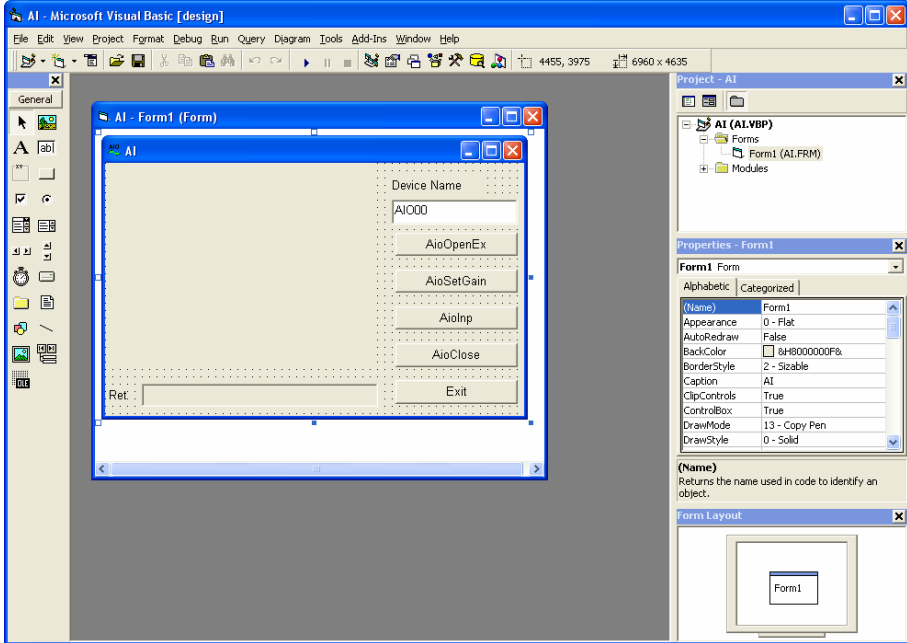 AI - Microsoft Visual Basic [design]
File Edit View Project Format Debug Run Query Diagram Tools Add-Ins Window Help
4455, 3975 6960 x 4635
General
A ab|
xv
OLE
AI - Form1 (Form)
AIO AI
Device Name
AIO00
AioOpenEx
AioSetGain
AioInp
AioClose
Ret. :
Exit
Project - AI
AI (AI.VBP)
Forms
Form1 (AI.FRM)
Modules
Properties - Form1
Form1 Form
Alphabetic Categorized
(Name) Form1
Appearance 0 - Flat
AutoRedraw False
BackColor &H8000000F&
BorderStyle 2 - Sizable
Caption AI
ClipControls True
ControlBox True
DrawMode 13 - Copy Pen
DrawStyle 0 - Solid
(Name)
Returns the name used in code to identify an
object.
Form Layout
Form1